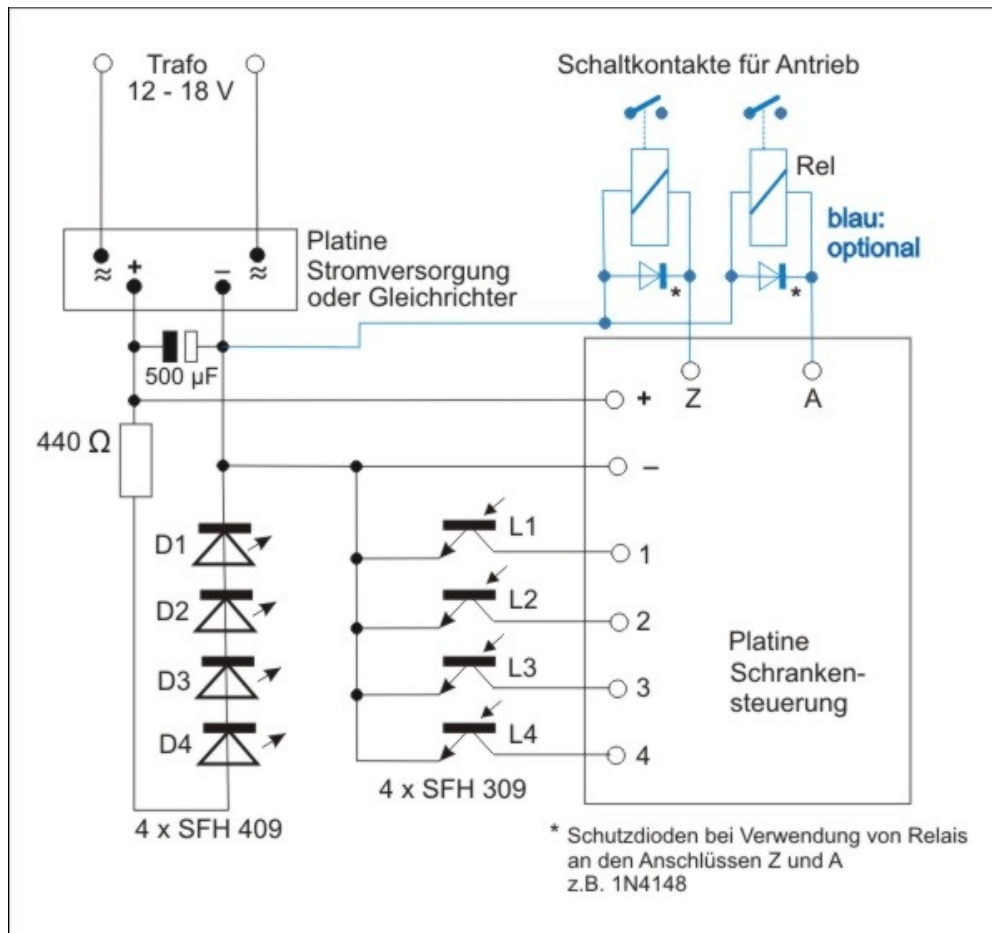 Trafo
12 - 18 V
Schaltkontakte für Antrieb
Rel
blau:
optional
≈
+
–
≈
Platine
Stromversorgung
oder Gleichrichter
*
*
500 µF
Z
A
+
440 Ω
–
D1
D2
D3
D4
L1
L2
L3
L4
1
2
3
4
Platine
Schranken-
steuerung
4 x SFH 309
4 x SFH 409
* Schutzdioden bei Verwendung von Relais
an den Anschlüssen Z und A
z.B. 1N4148